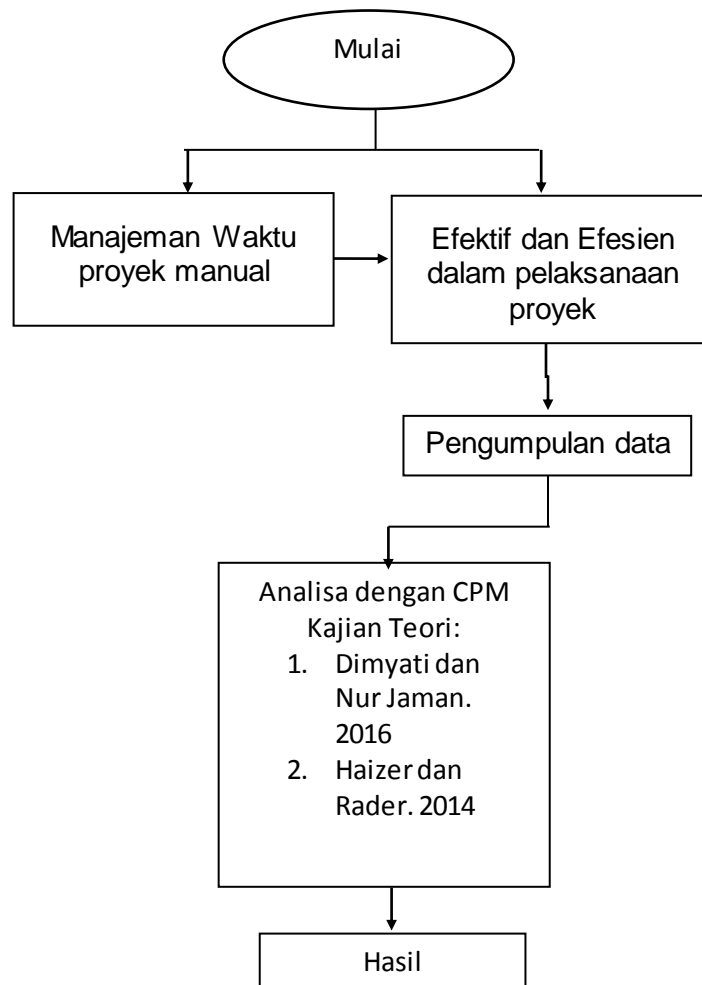 Mulai
Manajeman Waktu
proyek manual
Efektif dan Efesien
dalam pelaksanaan
proyek
Pengumpulan data
Analisa dengan CPM
Kajian Teori:
1. Dimyati dan
Nur Jaman.
2016
2. Haizer dan
Rader. 2014
Hasil